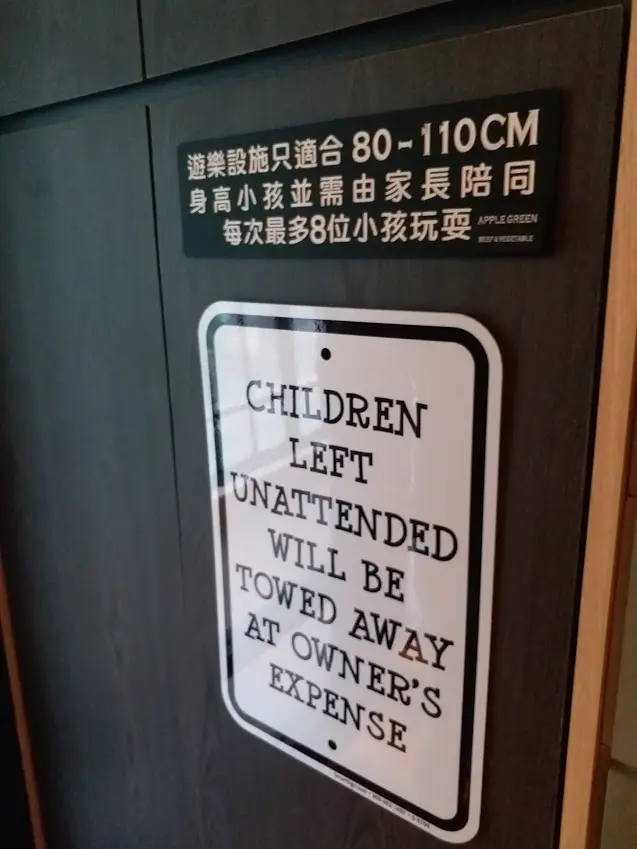 遊樂設施只適合 80-110CM
身高小孩並需由家長陪同
每次最多8位小孩玩耍
APPLE GREEN
BEEF & VEGETABLE
CHILDREN
LEFT
UNATTENDED
WILL BE
TOWED AWAY
AT OWNER'S
EXPENSE